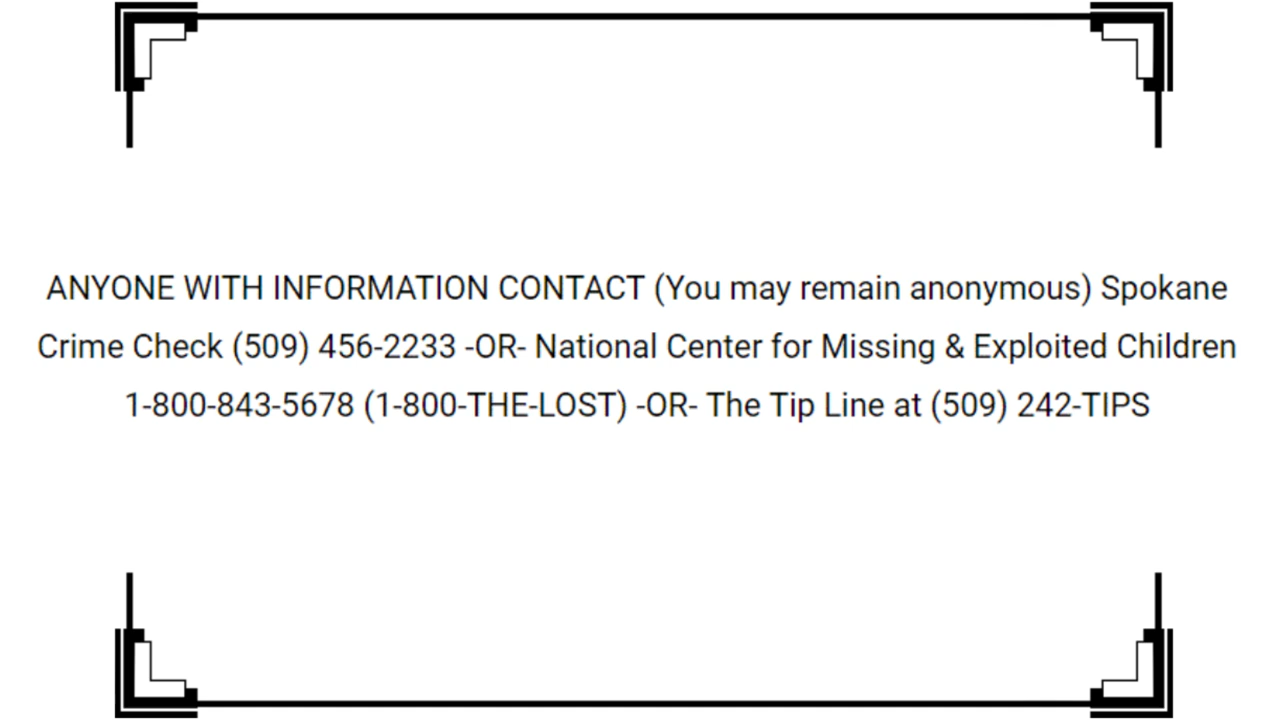 ANYONE WITH INFORMATION CONTACT (You may remain anonymous) Spokane
Crime Check (509) 456-2233 -OR- National Center for Missing & Exploited Children
1-800-843-5678 (1-800-THE-LOST) -OR- The Tip Line at (509) 242-TIPS